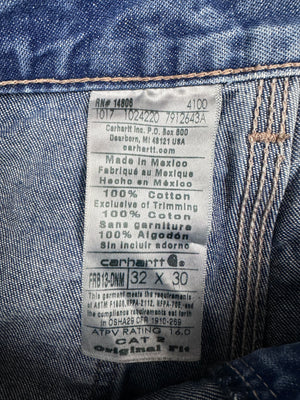 RN# 14806 4100
1017 1024220 7912643A
Carhartt Inc. P.O. Box 600
Dearborn, MI 48121 USA
carhartt.com
Made in Mexico
Fabriqué au Mexique
Hecho en México
100% Cotton
Exclusive of Trimming
100% Coton
Sans garniture
100% Algodón
Sin incluir adorno
carhartt
FRB13-DNM 32 X 30
This garment meets the requirements
of ASTM F1506, NFPA-2112, NFPA-70E, and
the compliance requirements set forth
in OSHA 29 CFR 1910-269
ATPV RATING 16.0
CAT 2
Original Fit